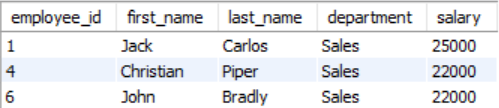 employee_id first_name last_name department salary
1 Jack Carlos Sales 25000
4 Christian Piper Sales 22000
6 John Bradly Sales 22000